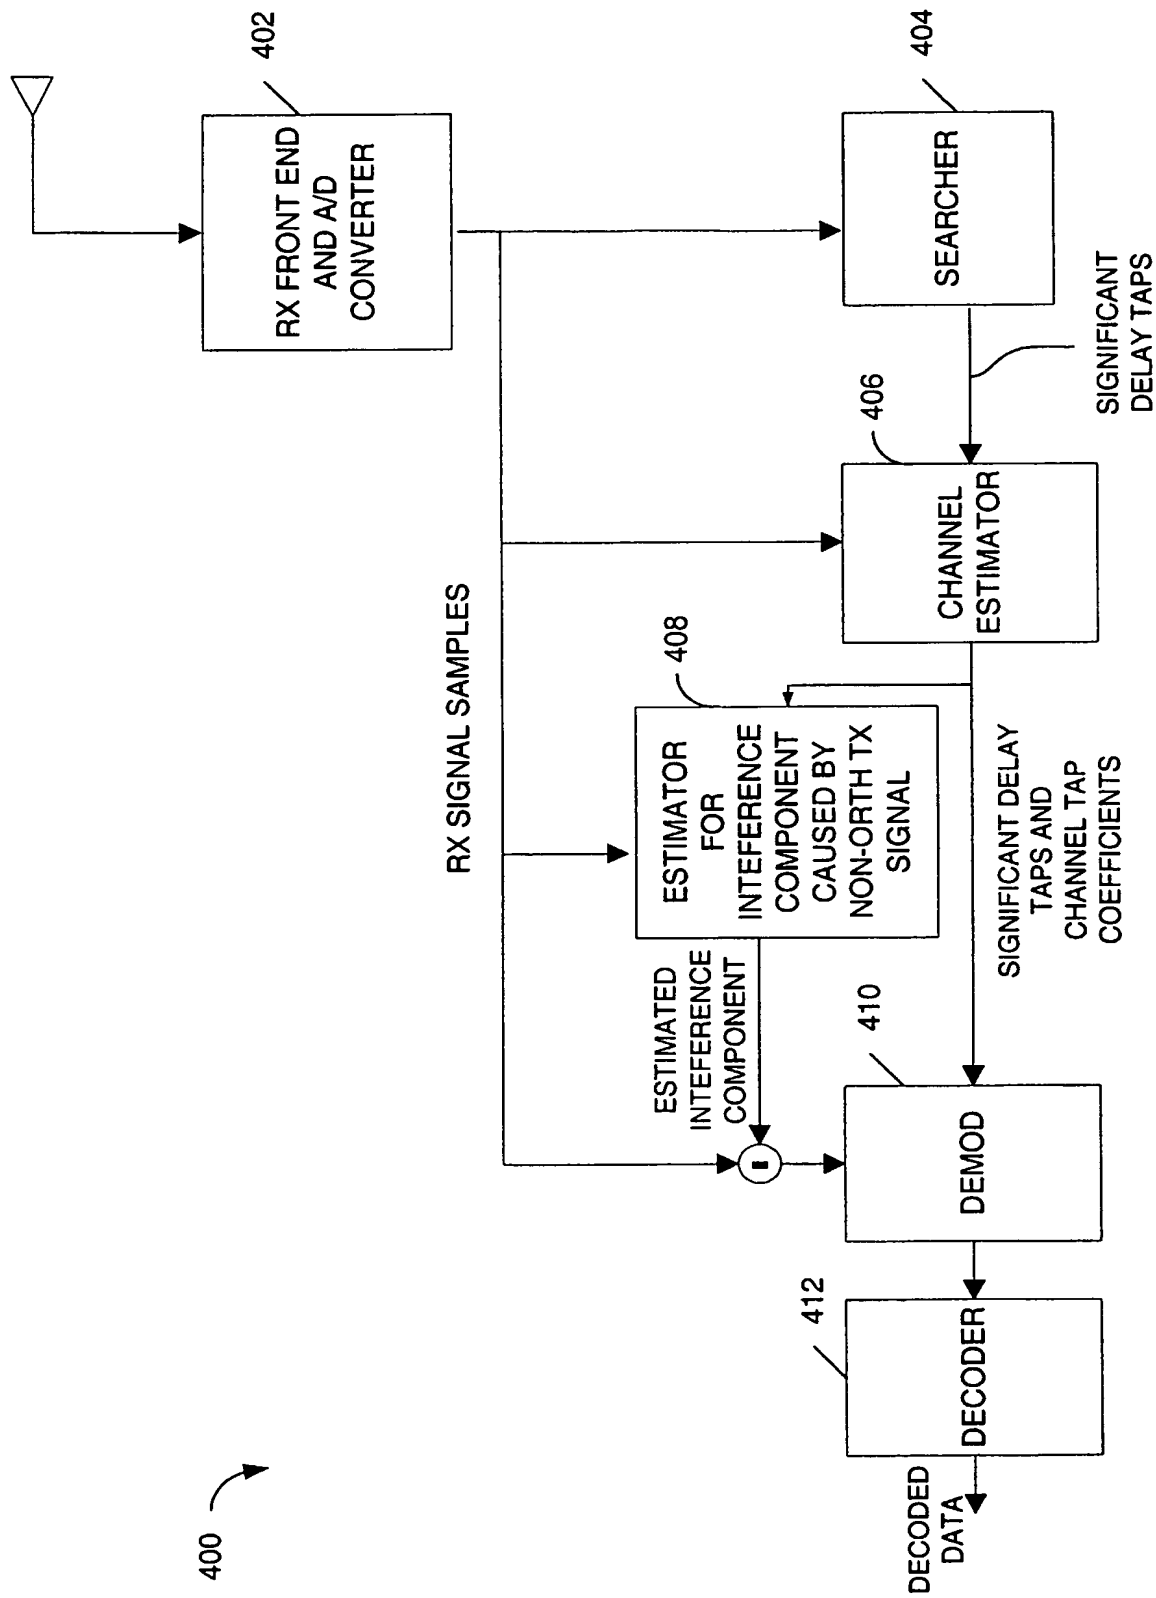 402
RX FRONT END
AND A/D
CONVERTER
404
SEARCHER
SIGNIFICANT
DELAY TAPS
406
CHANNEL
ESTIMATOR
RX SIGNAL SAMPLES
408
ESTIMATOR
FOR
INTEFERENCE
COMPONENT
CAUSED BY
NON-ORTH TX
SIGNAL
SIGNIFICANT DELAY
TAPS AND
CHANNEL TAP
COEFFICIENTS
ESTIMATED
INTEFERENCE
COMPONENT
410
DEMOD
412
DECODER
DECODED
DATA
400